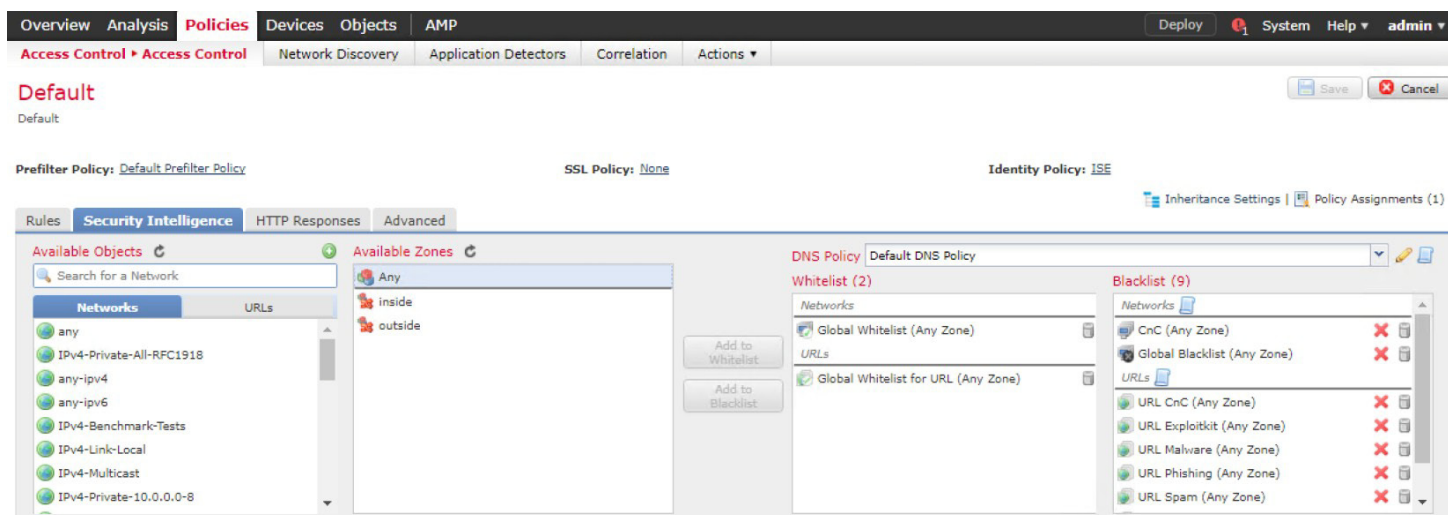 Overview Analysis Policies Devices Objects AMP Deploy 1 System Help ▾ admin ▾
Access Control ▸ Access Control Network Discovery Application Detectors Correlation Actions ▾
Default
Save Cancel
Default
Prefilter Policy: Default Prefilter Policy SSL Policy: None Identity Policy: ISE
Inheritance Settings | Policy Assignments (1)
Rules Security Intelligence HTTP Responses Advanced
Available Objects
Search for a Network
Networks URLs
any
IPv4-Private-All-RFC1918
any-ipv4
any-ipv6
IPv4-Benchmark-Tests
IPv4-Link-Local
IPv4-Multicast
IPv4-Private-10.0.0.0-8
Available Zones
Any
inside
outside
Add to
Whitelist
Add to
Blacklist
DNS Policy Default DNS Policy
Whitelist (2)
Networks
Global Whitelist (Any Zone)
URLs
Global Whitelist for URL (Any Zone)
Blacklist (9)
Networks
CnC (Any Zone)
Global Blacklist (Any Zone)
URLs
URL CnC (Any Zone)
URL Exploitkit (Any Zone)
URL Malware (Any Zone)
URL Phishing (Any Zone)
URL Spam (Any Zone)